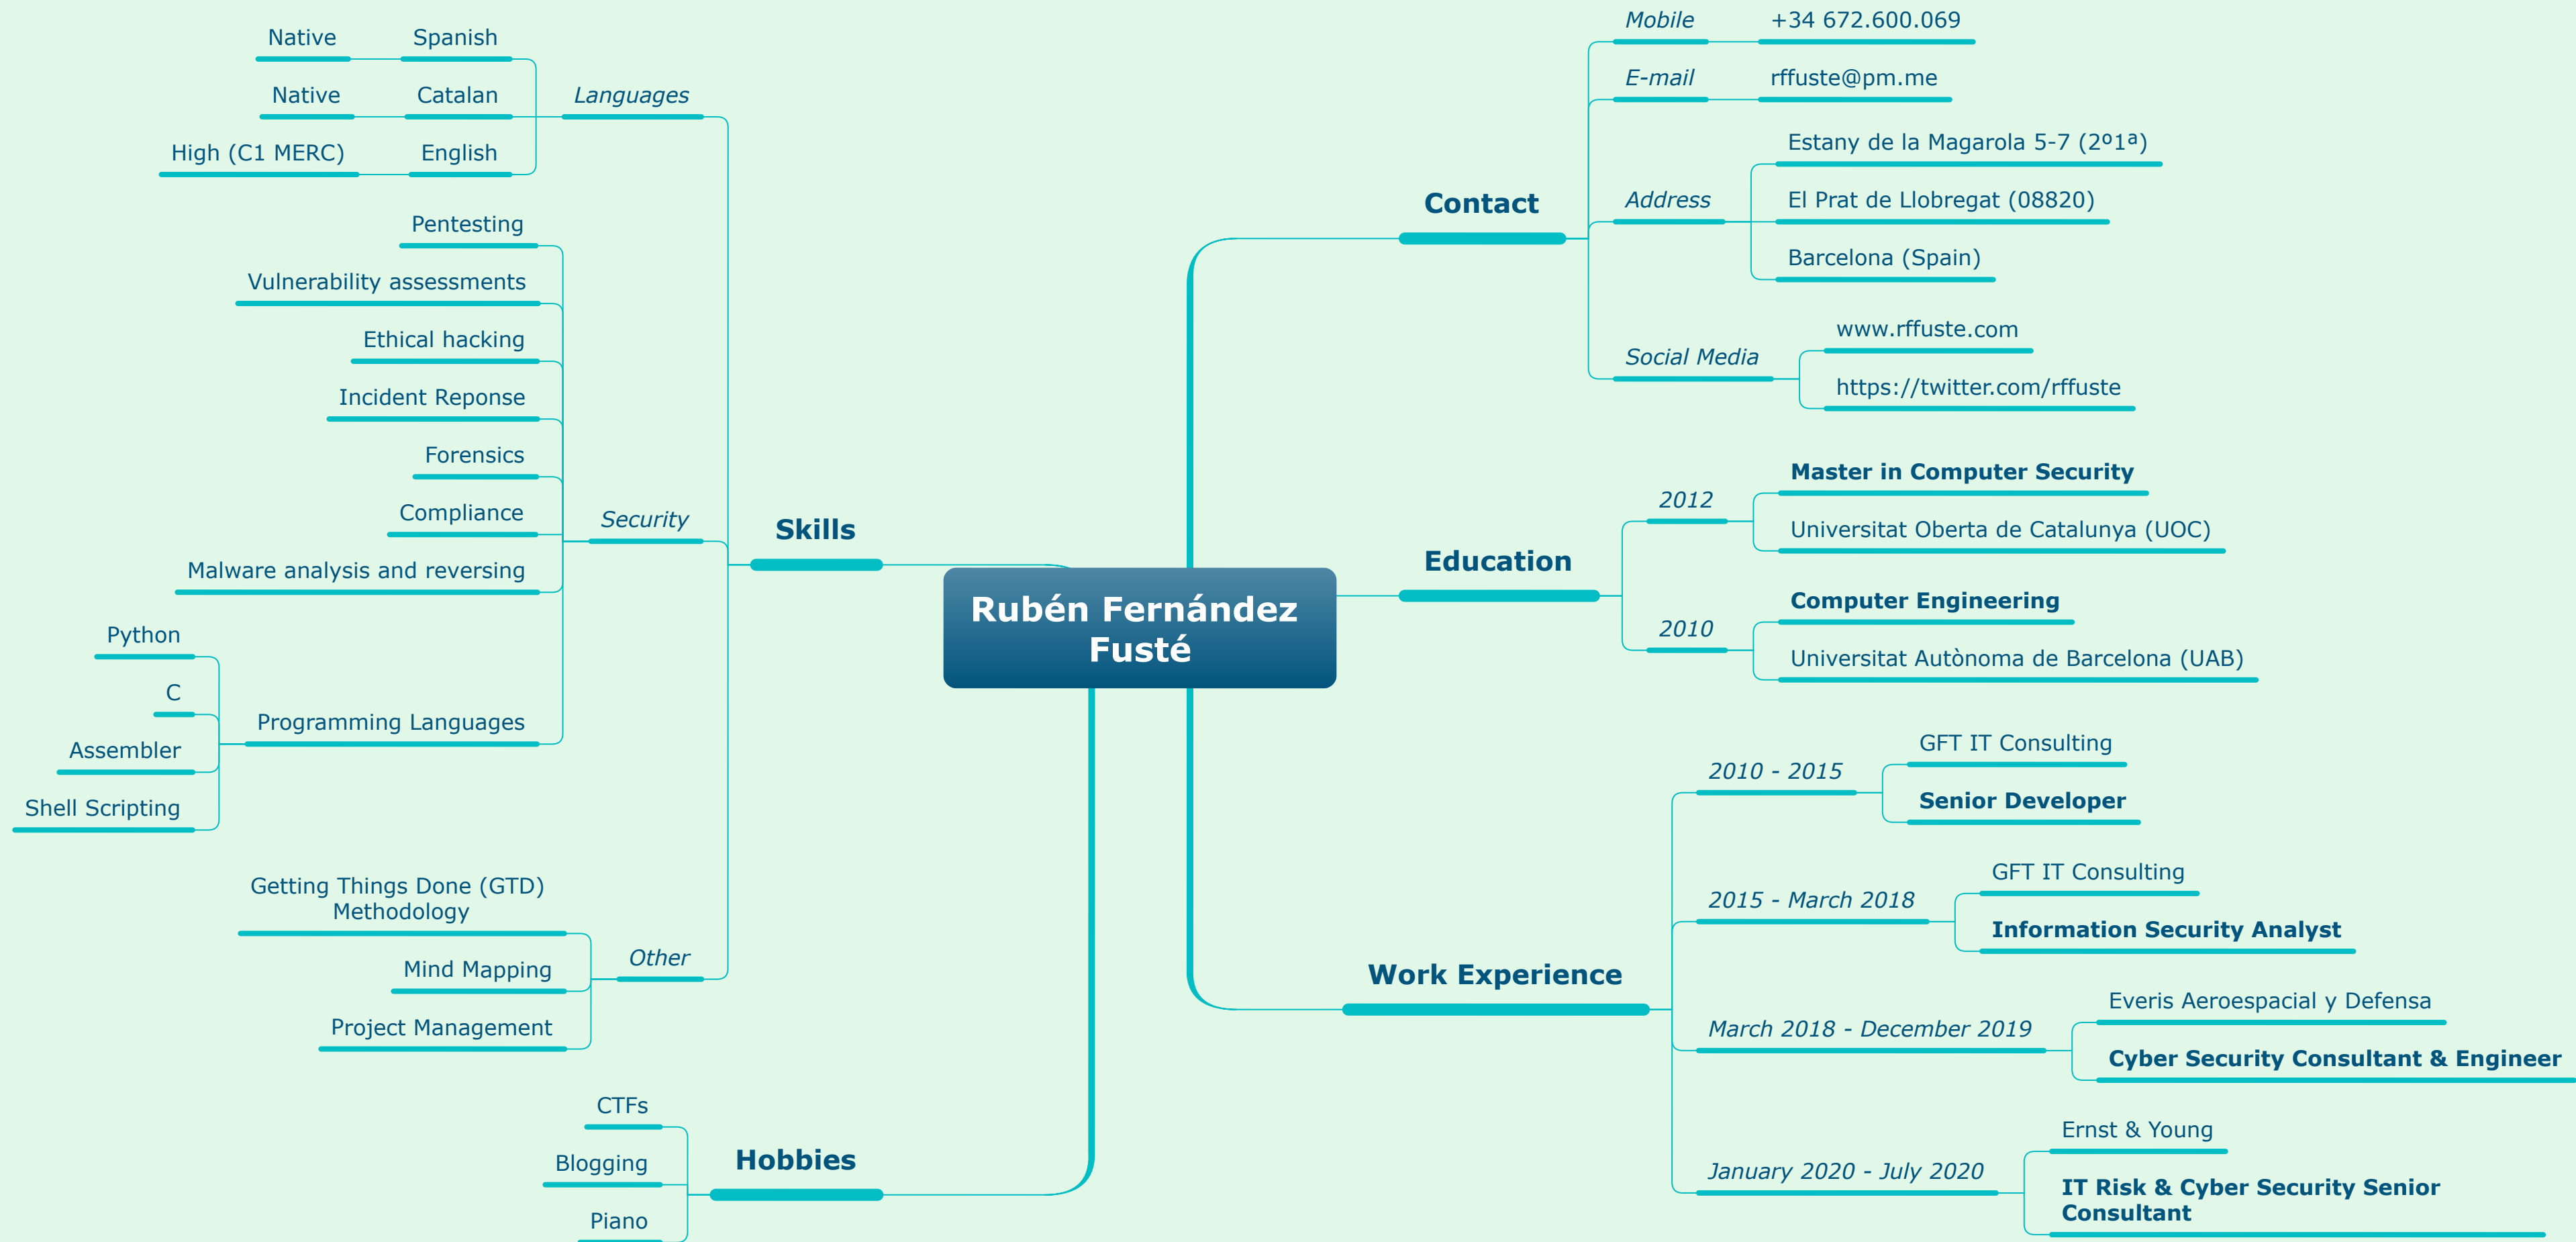 Rubén Fernández
Fusté
Contact
Mobile
+34 672.600.069
E-mail
rffuste@pm.me
Address
Estany de la Magarola 5-7 (2º1ª)
El Prat de Llobregat (08820)
Barcelona (Spain)
Social Media
www.rffuste.com
https://twitter.com/rffuste
Education
2012
Master in Computer Security
Universitat Oberta de Catalunya (UOC)
2010
Computer Engineering
Universitat Autònoma de Barcelona (UAB)
Work Experience
2010 - 2015
GFT IT Consulting
Senior Developer
2015 - March 2018
GFT IT Consulting
Information Security Analyst
March 2018 - December 2019
Everis Aeroespacial y Defensa
Cyber Security Consultant & Engineer
January 2020 - July 2020
Ernst & Young
IT Risk & Cyber Security Senior
Consultant
Skills
Languages
Spanish
Native
Catalan
Native
English
High (C1 MERC)
Security
Pentesting
Vulnerability assessments
Ethical hacking
Incident Reponse
Forensics
Compliance
Malware analysis and reversing
Programming Languages
Python
C
Assembler
Shell Scripting
Other
Getting Things Done (GTD)
Methodology
Mind Mapping
Project Management
Hobbies
CTFs
Blogging
Piano